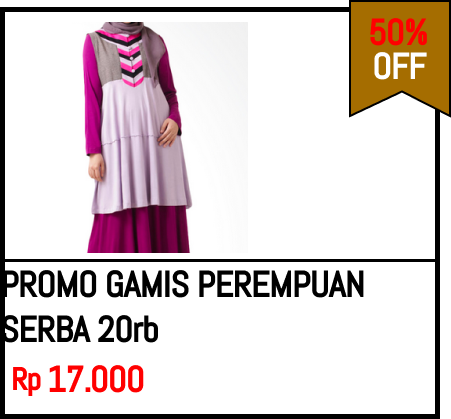 50%
OFF
PROMO GAMIS PEREMPUAN
SERBA 20rb
Rp 17.000